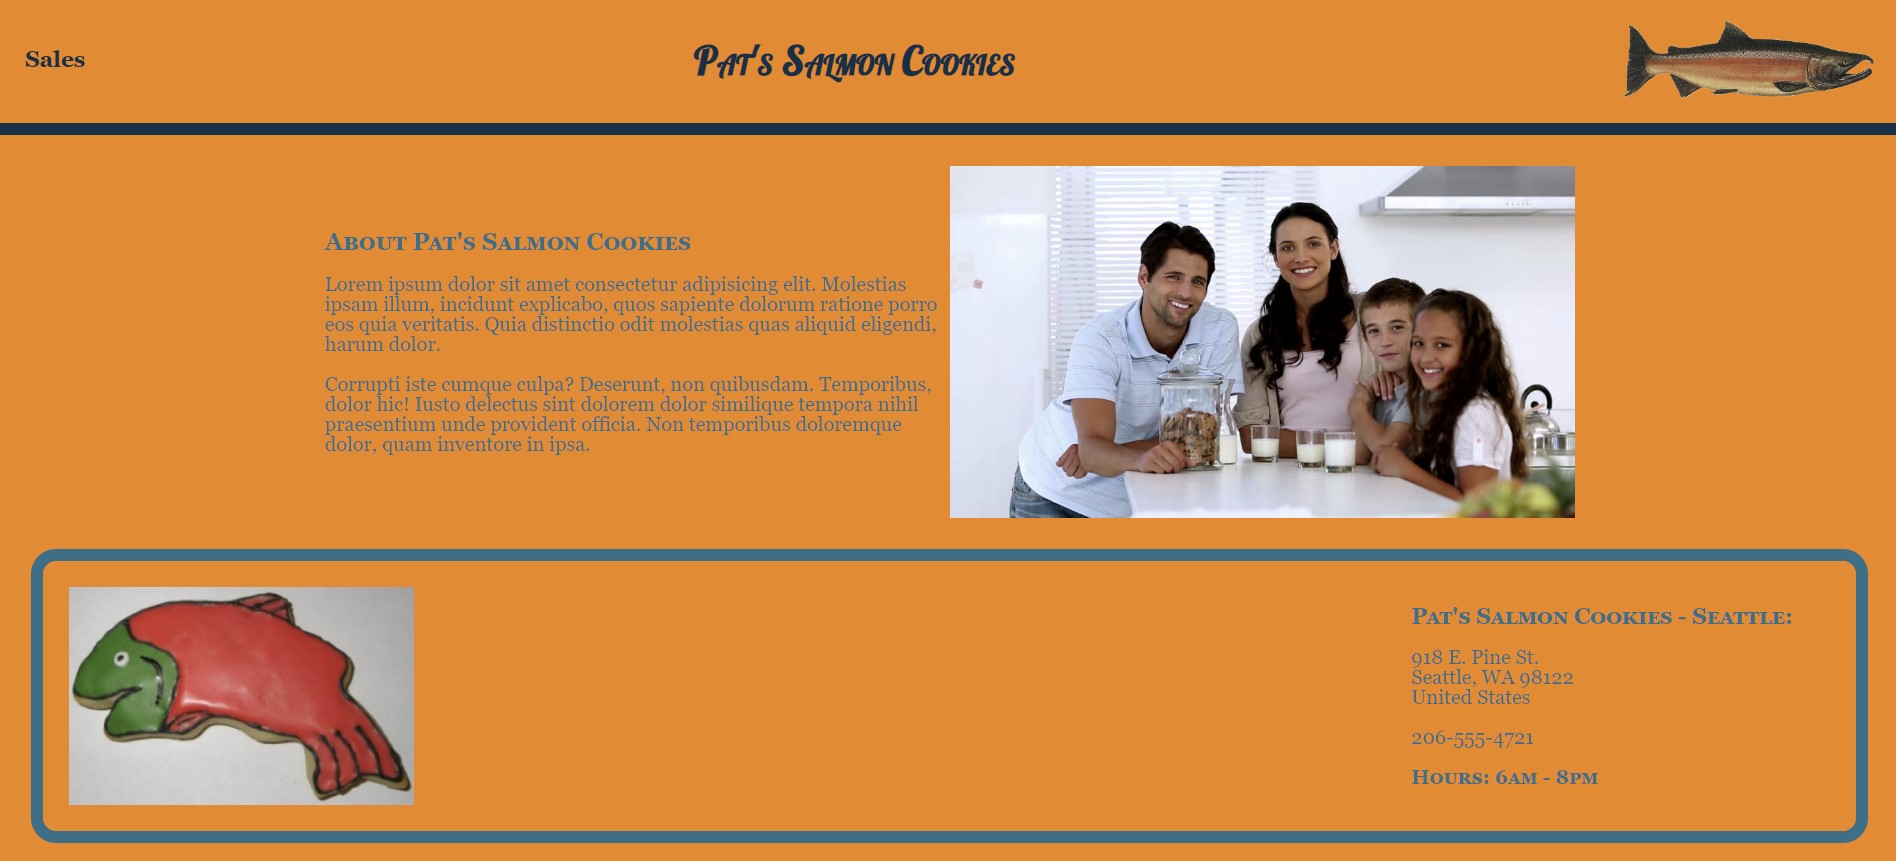 Sales
Pat's Salmon Cookies
About Pat's Salmon Cookies
Lorem ipsum dolor sit amet consectetur adipisicing elit. Molestias
ipsam illum, incidunt explicabo, quos sapiente dolorum ratione porro
eos quia veritatis. Quia distinctio odit molestias quas aliquid eligendi,
harum dolor.
Corrupti iste cumque culpa? Deserunt, non quibusdam. Temporibus,
dolor hic! Iusto delectus sint dolorem dolor similique tempora nihil
praesentium unde provident officia. Non temporibus doloremque
dolor, quam inventore in ipsa.
Pat's Salmon Cookies - Seattle:
918 E. Pine St.
Seattle, WA 98122
United States
206-555-4721
Hours: 6am - 8pm